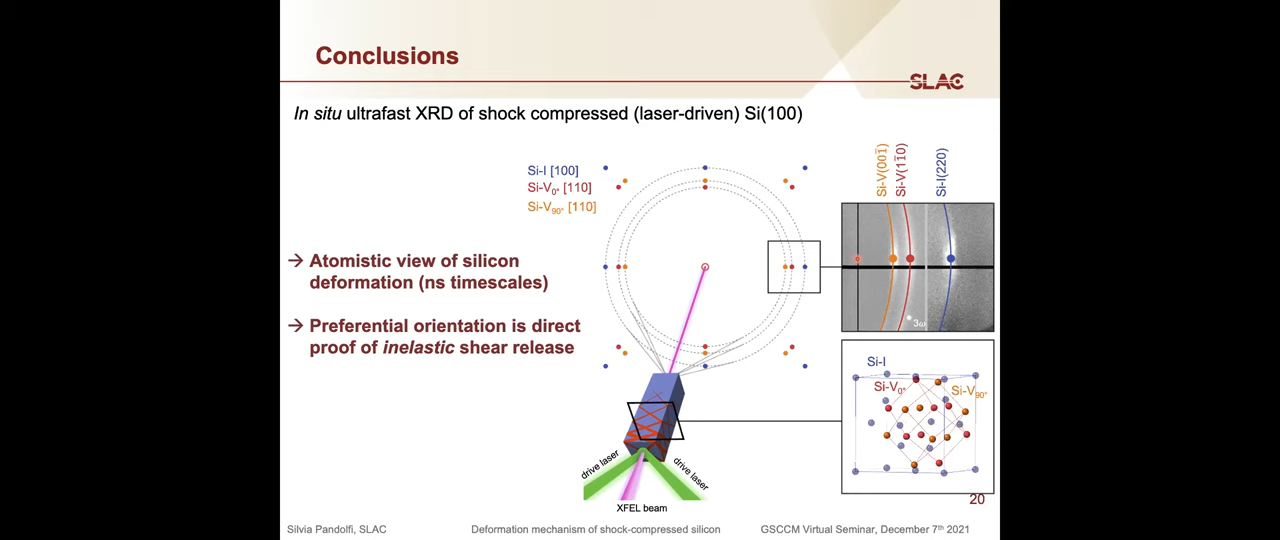 Conclusions
SLAC
In situ ultrafast XRD of shock compressed (laser-driven) Si(100)
Si-I [100]
Si-V0° [110]
Si-V90° [110]
Si-V(001̄)
Si-V(11̄0)
Si-I(220)
→ Atomistic view of silicon
deformation (ns timescales)
→ Preferential orientation is direct
proof of inelastic shear release
3ω
Si-I
Si-V0°
Si-V90°
drive laser
drive laser
XFEL beam
20
Silvia Pandolfi, SLAC
Deformation mechanism of shock-compressed silicon
GSCCM Virtual Seminar, December 7th 2021